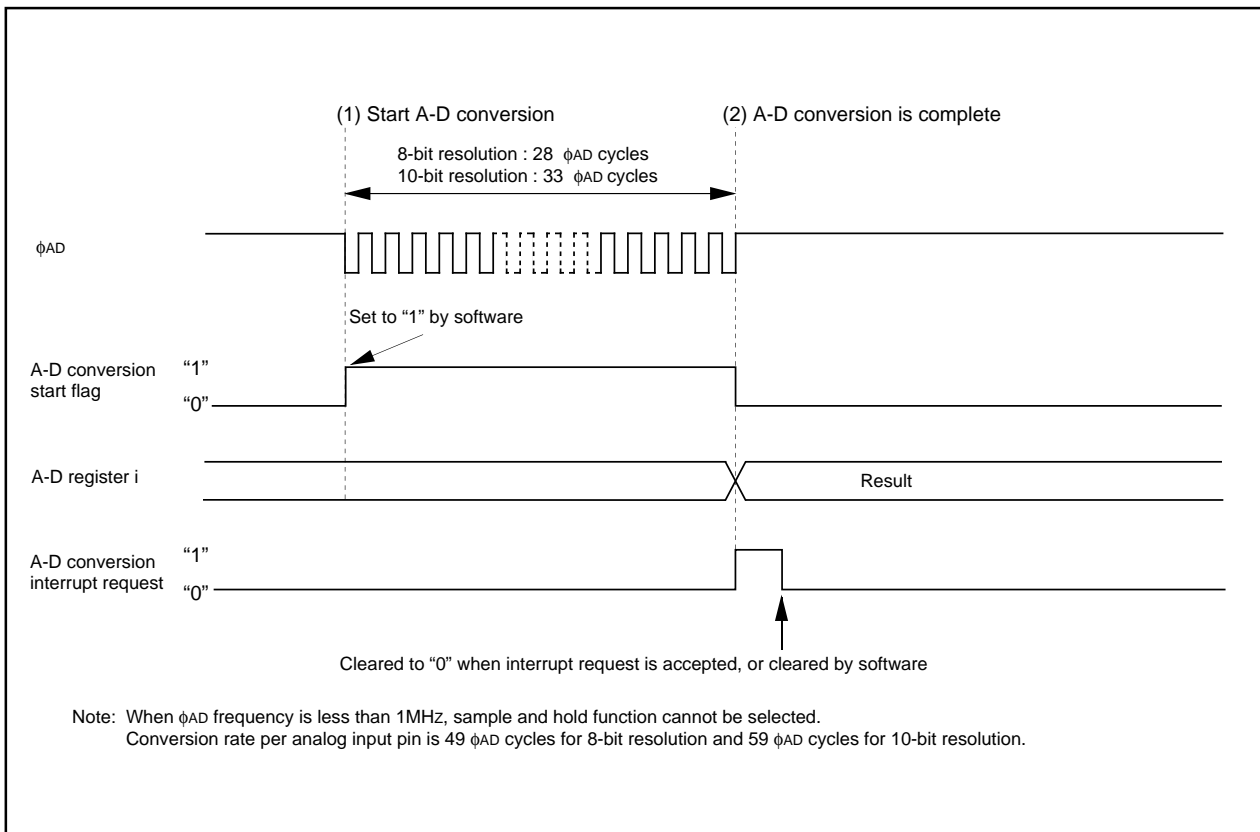 (1) Start A-D conversion
(2) A-D conversion is complete
8-bit resolution : 28 ϕAD cycles
10-bit resolution : 33 ϕAD cycles
ϕAD
Set to “1” by software
A-D conversion
start flag
“1”
“0”
A-D register i
Result
A-D conversion
interrupt request
“1”
“0”
Cleared to “0” when interrupt request is accepted, or cleared by software
Note: When ϕAD frequency is less than 1MHz, sample and hold function cannot be selected.
Conversion rate per analog input pin is 49 ϕAD cycles for 8-bit resolution and 59 ϕAD cycles for 10-bit resolution.